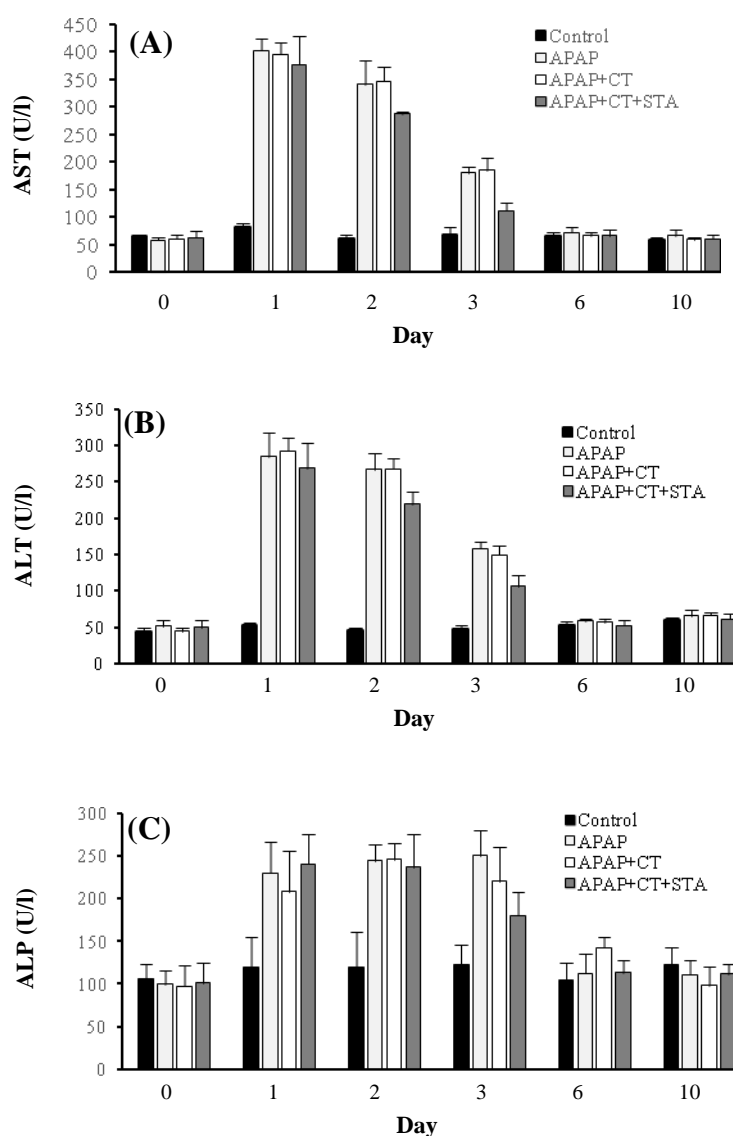 (A)
Control
APAP
APAP+CT
APAP+CT+STA
AST (U/l)
450
400
350
300
250
200
150
100
50
0
0 1 2 3 6 10
Day
(B)
Control
APAP
APAP+CT
APAP+CT+STA
ALT (U/l)
350
300
250
200
150
100
50
0
0 1 2 3 6 10
Day
(C)
Control
APAP
APAP+CT
APAP+CT+STA
ALP (U/l)
300
250
200
150
100
50
0
0 1 2 3 6 10
Day